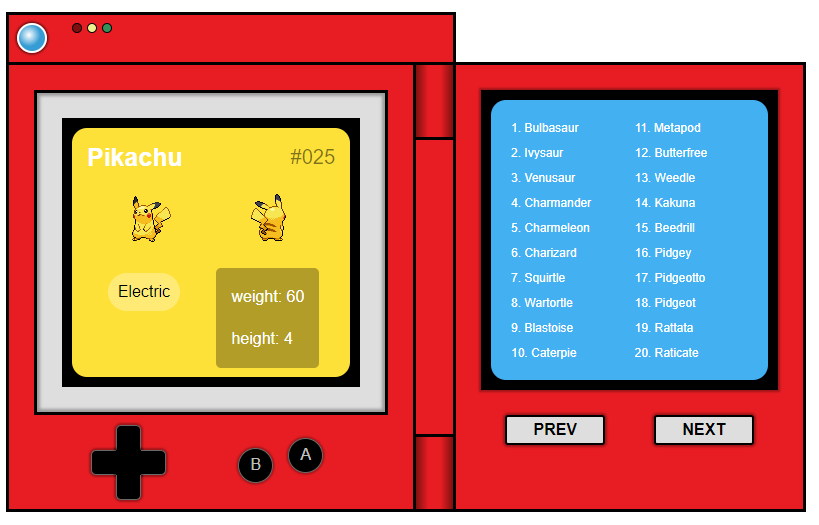 Pikachu #025
Electric
weight: 60
height: 4
B A
1. Bulbasaur
2. Ivysaur
3. Venusaur
4. Charmander
5. Charmeleon
6. Charizard
7. Squirtle
8. Wartortle
9. Blastoise
10. Caterpie
11. Metapod
12. Butterfree
13. Weedle
14. Kakuna
15. Beedrill
16. Pidgey
17. Pidgeotto
18. Pidgeot
19. Rattata
20. Raticate
PREV NEXT